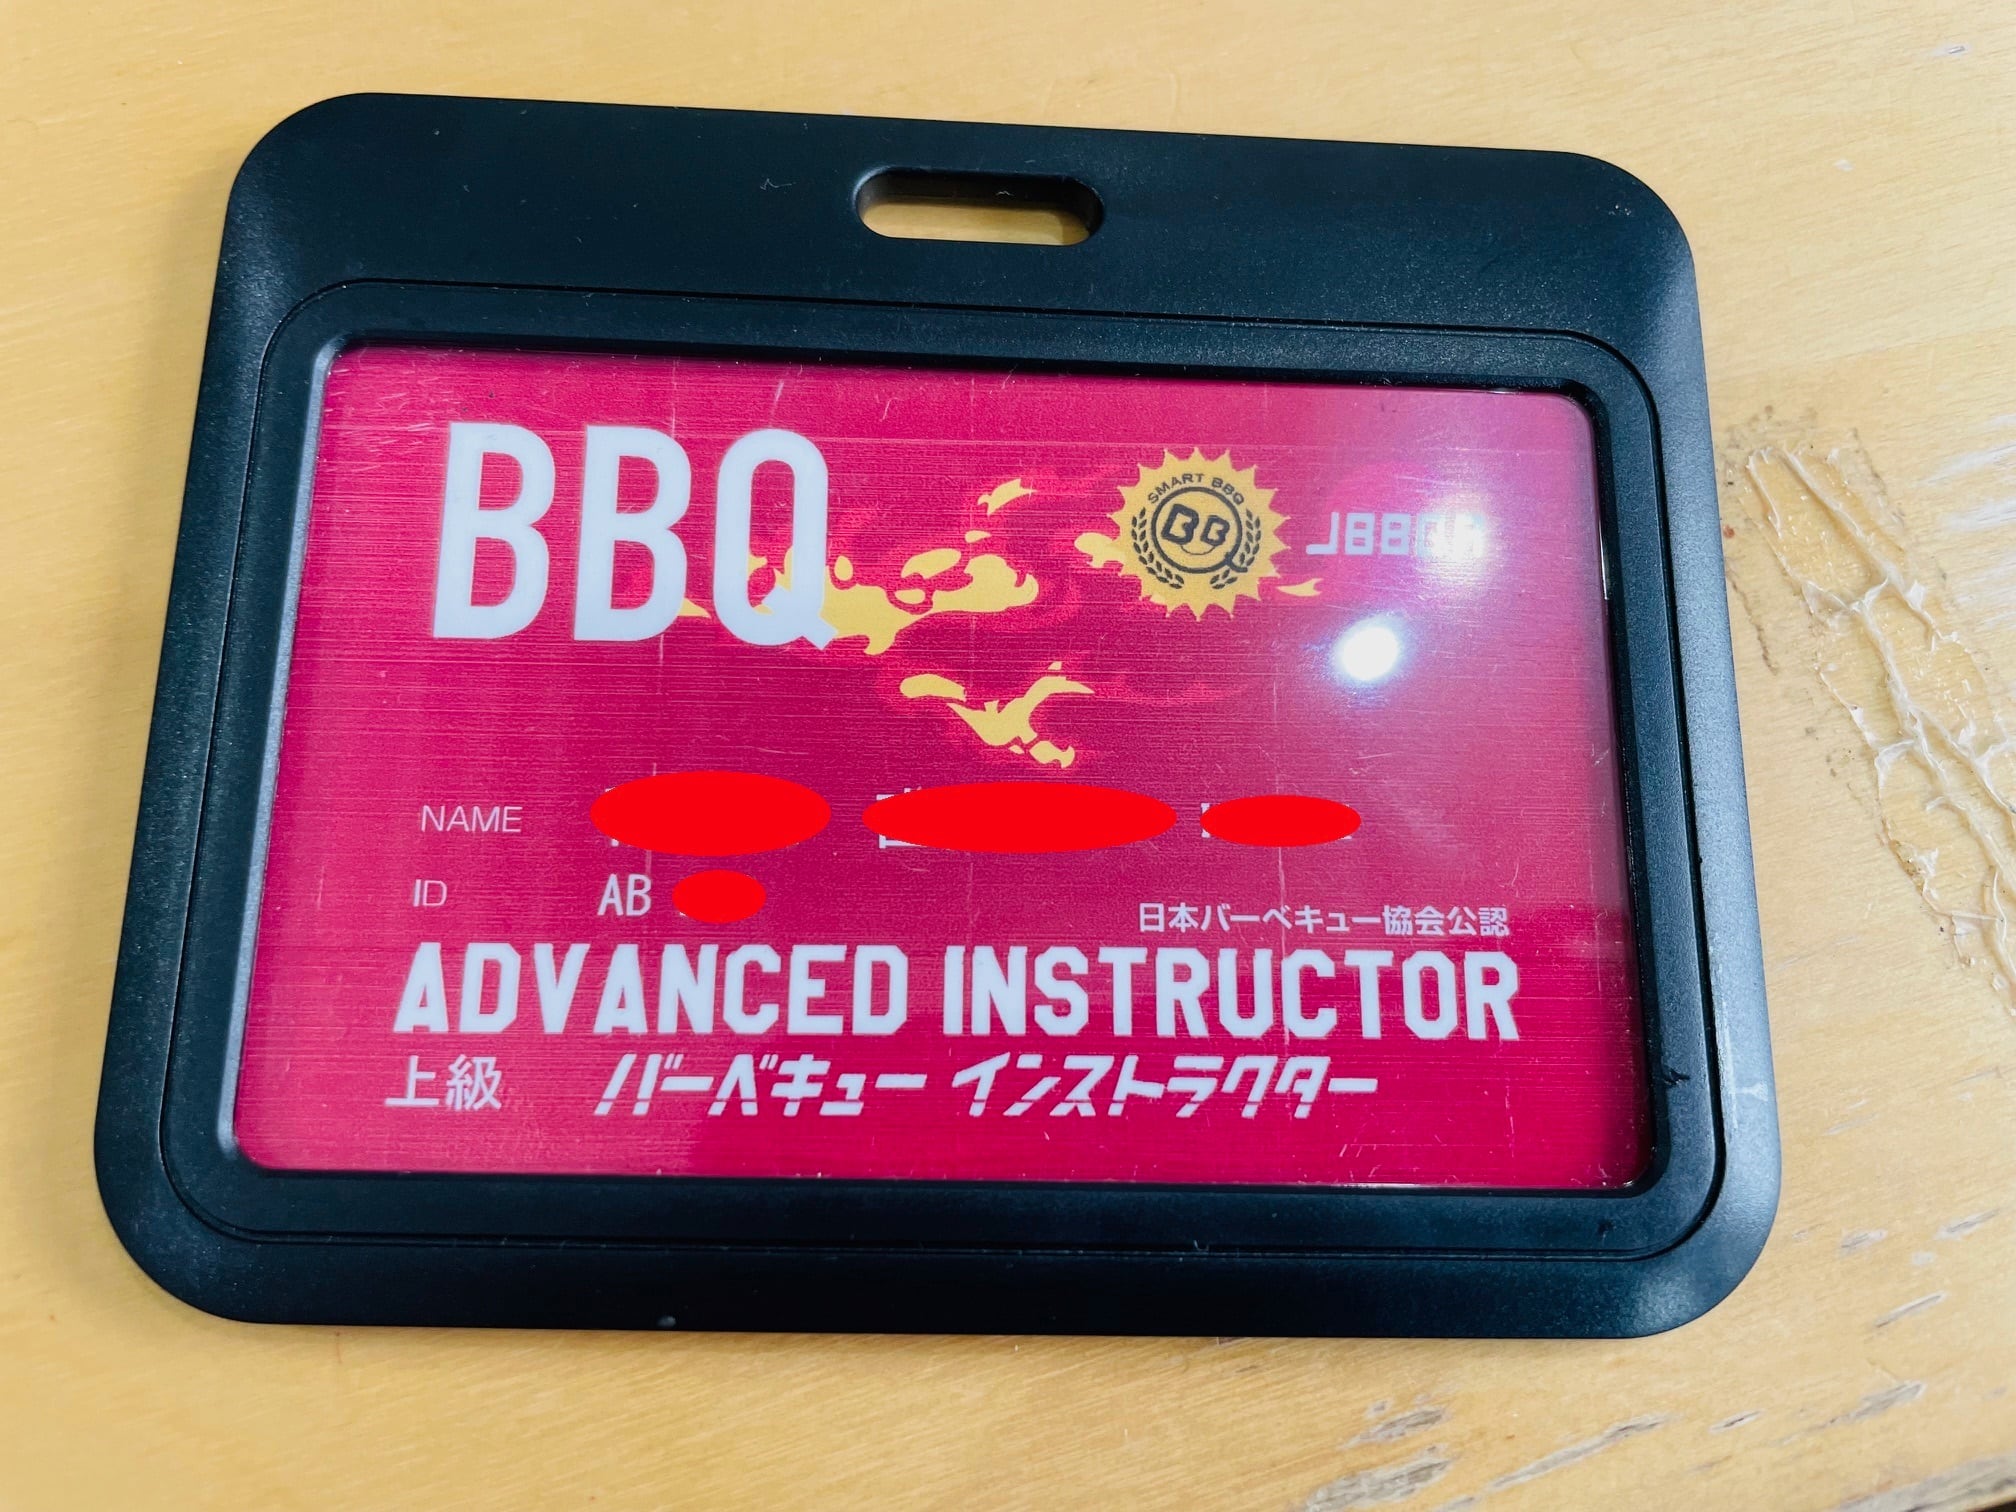 BBQ
SMART BBQ
BBQ
JBBQA
NAME
ID AB
日本バーベキュー協会公認
ADVANCED INSTRUCTOR
上級 バーベキュー インストラクター